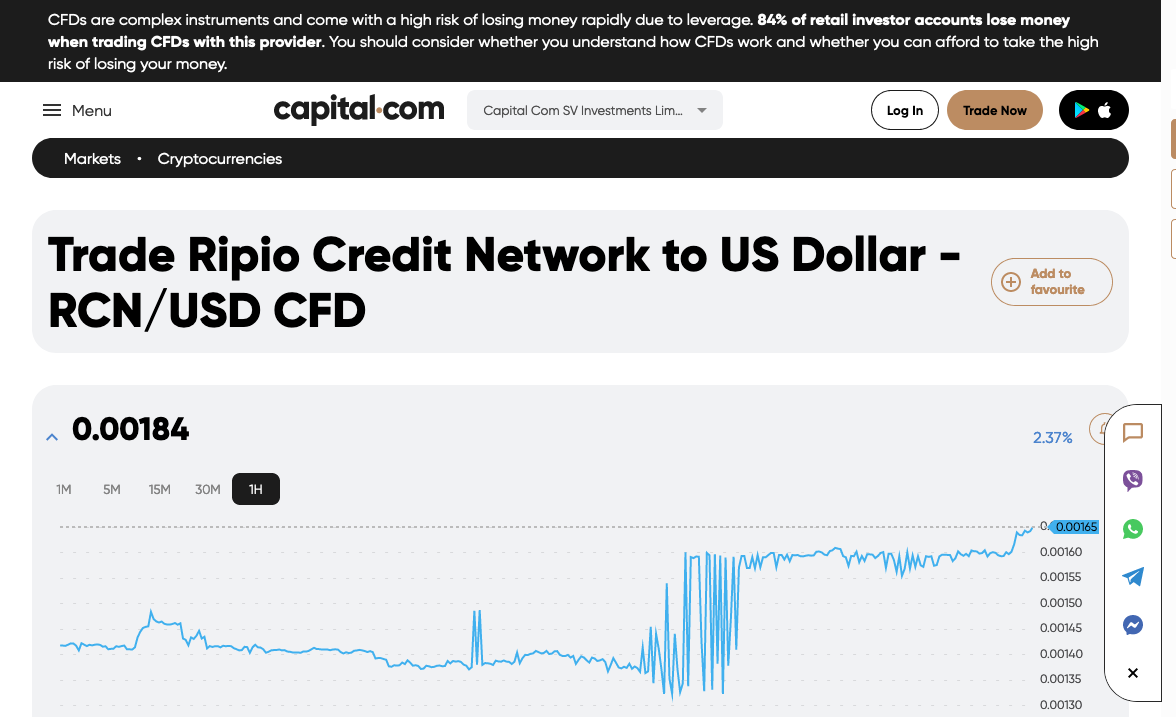 CFDs are complex instruments and come with a high risk of losing money rapidly due to leverage. 84% of retail investor accounts lose money
when trading CFDs with this provider. You should consider whether you understand how CFDs work and whether you can afford to take the high
risk of losing your money.
Menu
capital.com
Capital Com SV Investments Lim...
Log In
Trade Now
Markets • Cryptocurrencies
Trade Ripio Credit Network to US Dollar -
RCN/USD CFD
Add to
favourite
0.00184
2.37%
1M 5M 15M 30M 1H
0.00165
0.00160
0.00155
0.00150
0.00145
0.00140
0.00135
0.00130